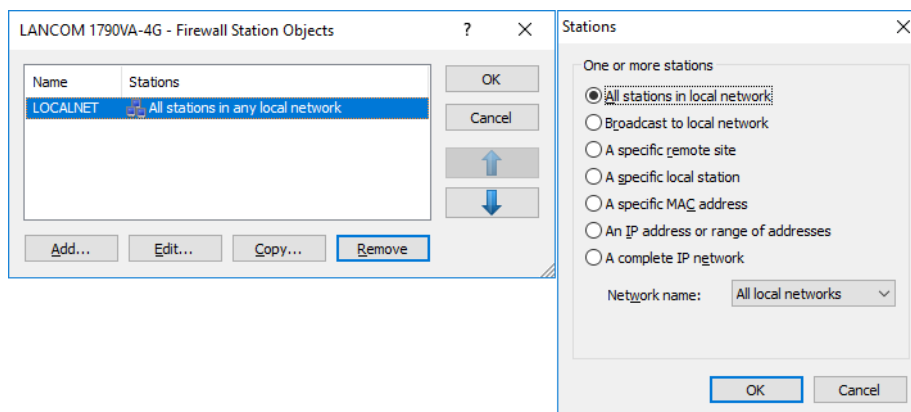 LANCOM 1790VA-4G - Firewall Station Objects
?
Name Stations
LOCALNET All stations in any local network
OK
Cancel
Add... Edit... Copy... Remove
Stations
One or more stations
All stations in local network
Broadcast to local network
A specific remote site
A specific local station
A specific MAC address
An IP address or range of addresses
A complete IP network
Network name: All local networks
OK Cancel